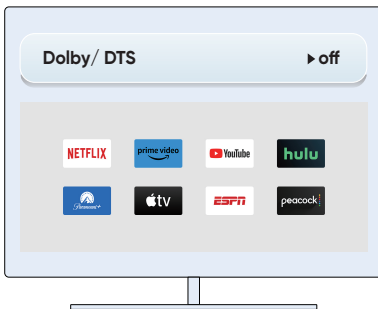 Dolby/ DTS ▸off
NETFLIX prime video YouTube hulu
Paramount+ tv ESPN peacock